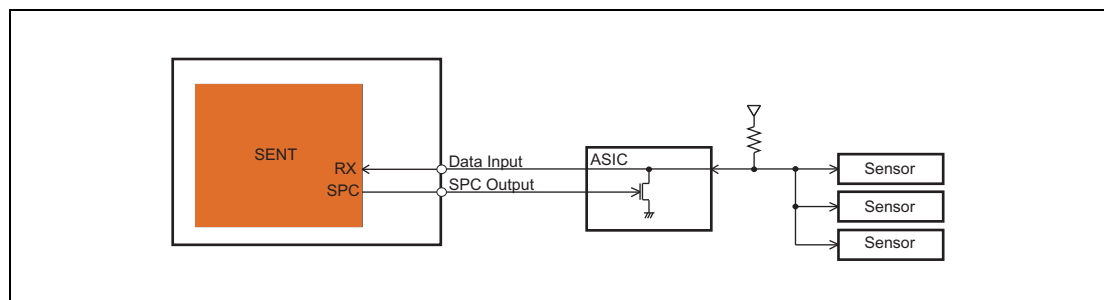 SENT
RX
SPC
Data Input
SPC Output
ASIC
Sensor
Sensor
Sensor